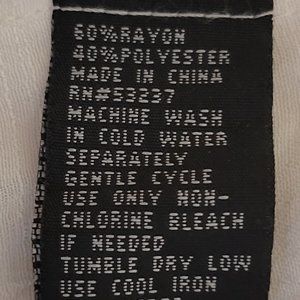 60%RAYON
40%POLYESTER
MADE IN CHINA
RN#53237
MACHINE WASH
IN COLD WATER
SEPARATELY
GENTLE CYCLE
USE ONLY NON-
CHLORINE BLEACH
IF NEEDED
TUMBLE DRY LOW
USE COOL IRON